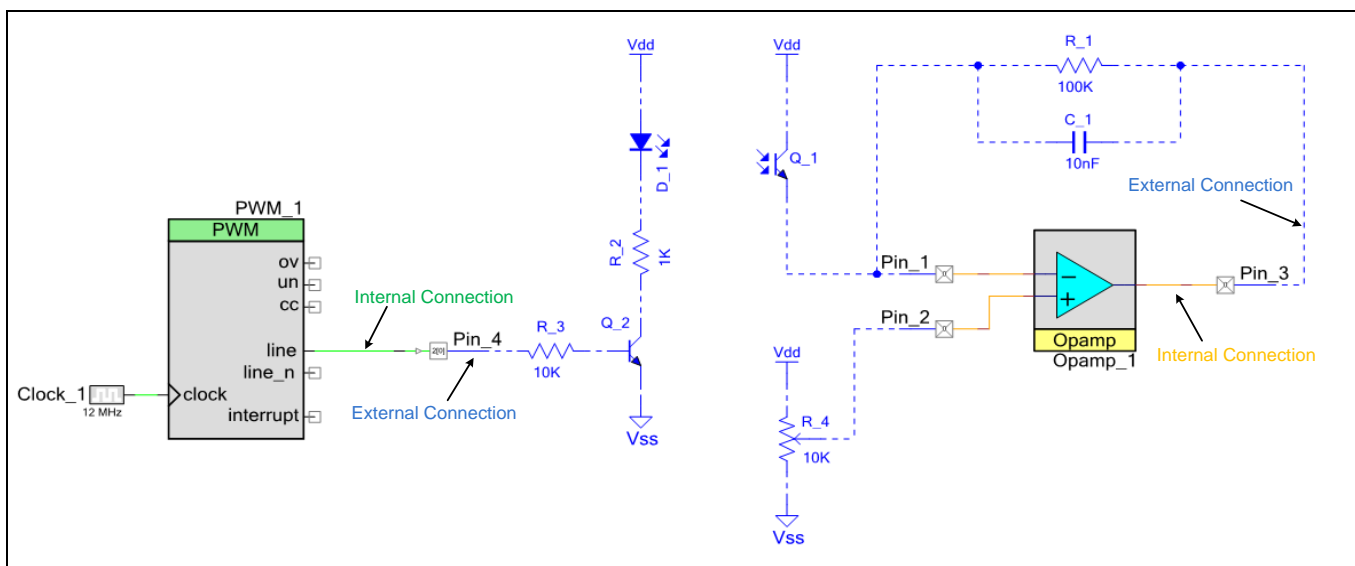 PWM_1
PWM
ov
un
cc
line
line_n
interrupt
clock
Clock_1
12 MHz
Internal Connection
2[0]
Pin_4
External Connection
R_3
10K
Q_2
Vss
R_2
1K
D_1
Vdd
Vdd
Q_1
R_1
100K
C_1
10nF
External Connection
Pin_1
Pin_2
Pin_3
Opamp
Opamp_1
Internal Connection
Vdd
R_4
10K
Vss